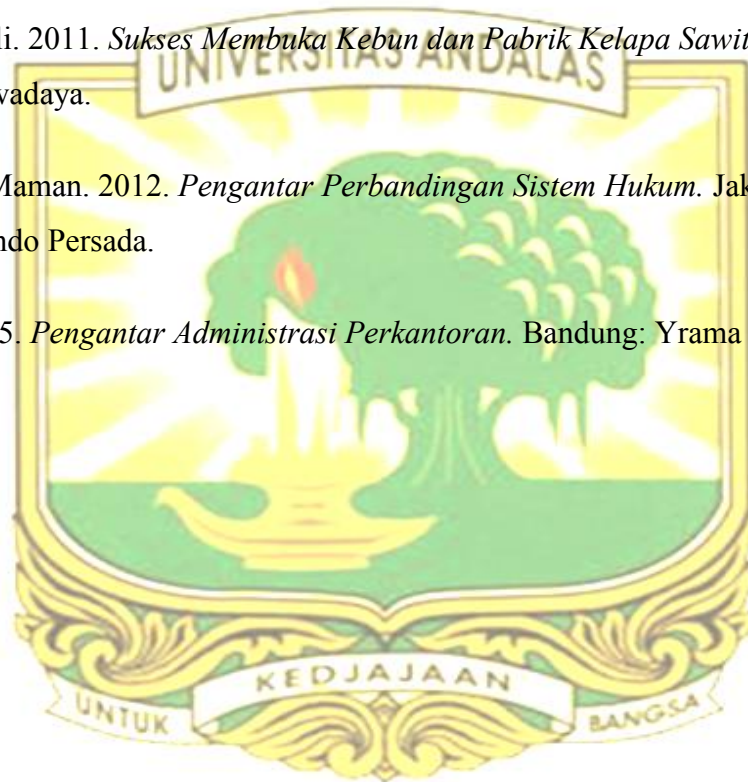 li. 2011. Sukses Membuka Kebun dan Pabrik Kelapa Sawit
wadaya.
Maman. 2012. Pengantar Perbandingan Sistem Hukum. Jak
ndo Persada.
5. Pengantar Administrasi Perkantoran. Bandung: Yrama
UNIVERSITAS ANDALAS
UNTUK KEDJAJAAN BANGSA